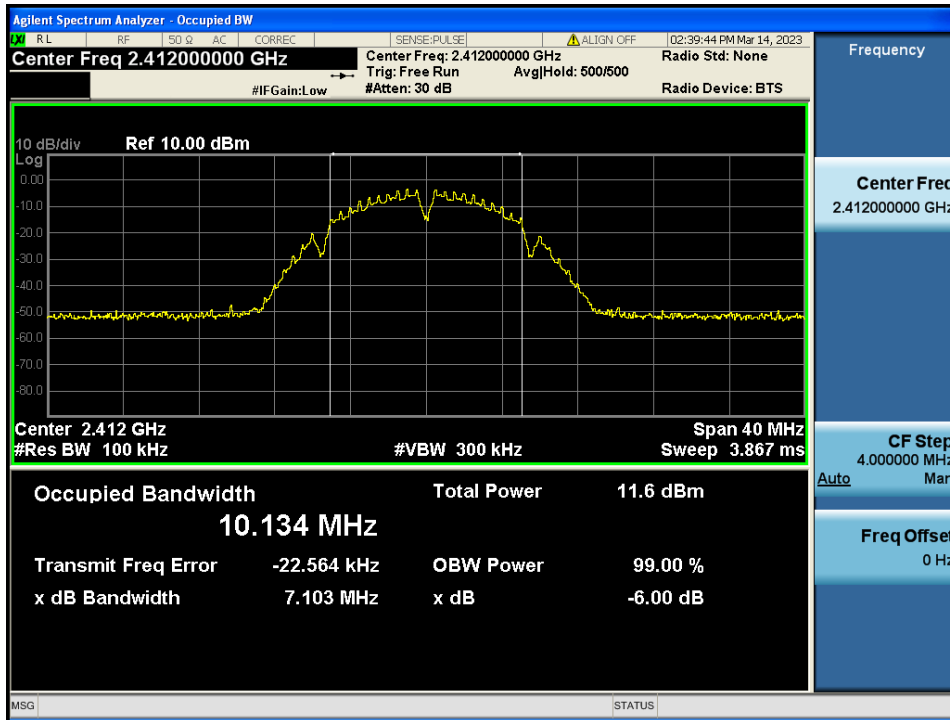 Agilent Spectrum Analyzer - Occupied BW
LXI RL RF 50 Ω AC CORREC SENSE:PULSE ALIGN OFF 02:39:44 PM Mar 14, 2023
Center Freq 2.412000000 GHz
Center Freq: 2.412000000 GHz
Radio Std: None
Trig: Free Run Avg|Hold: 500/500
#IFGain:Low
#Atten: 30 dB
Radio Device: BTS
10 dB/div Ref 10.00 dBm
Log
0.00
-10.0
-20.0
-30.0
-40.0
-50.0
-60.0
-70.0
-80.0
Center 2.412 GHz Span 40 MHz
#Res BW 100 kHz #VBW 300 kHz Sweep 3.867 ms
Occupied Bandwidth Total Power 11.6 dBm
10.134 MHz
Transmit Freq Error -22.564 kHz OBW Power 99.00 %
x dB Bandwidth 7.103 MHz x dB -6.00 dB
MSG STATUS
Frequency
Center Freq
2.412000000 GHz
CF Step
4.000000 MHz
Auto Man
Freq Offset
0 Hz